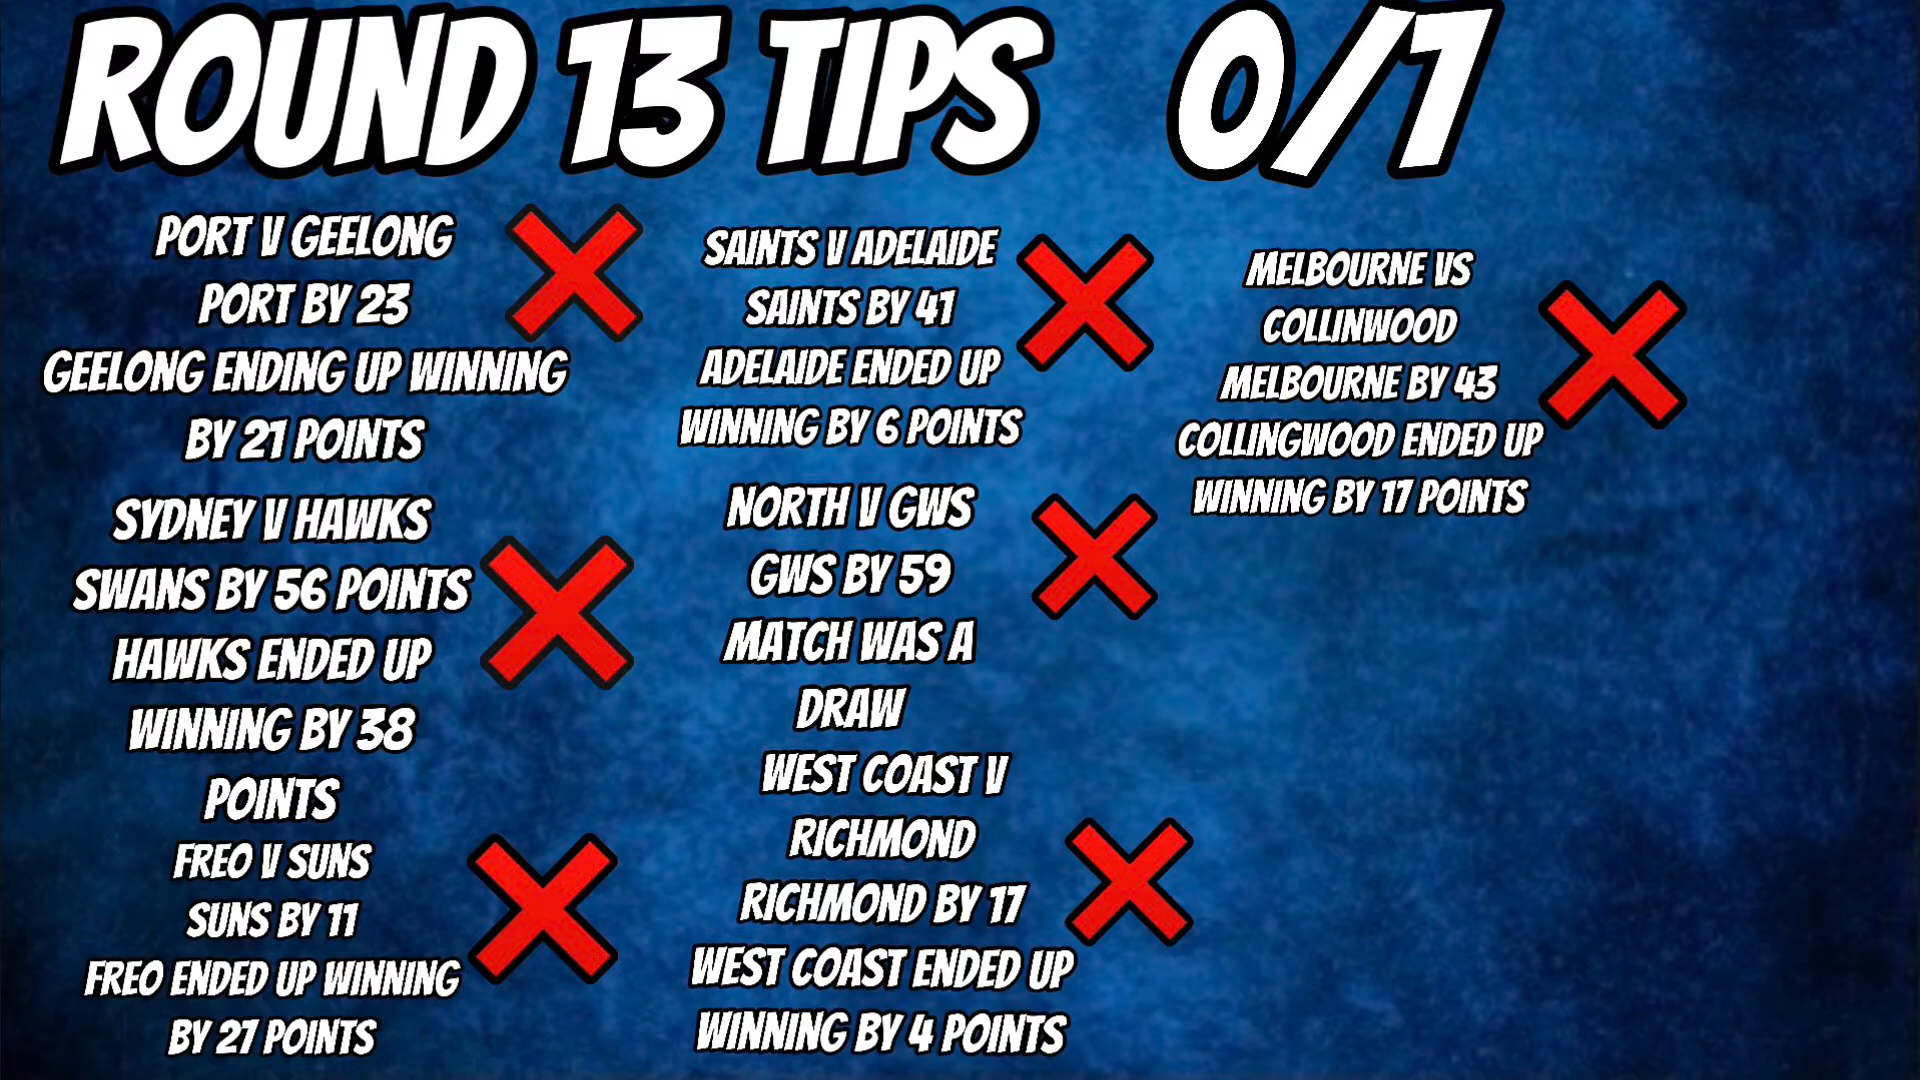 ROUND 13 TIPS 0/7
PORT V GEELONG
PORT BY 23
GEELONG ENDING UP WINNING
BY 21 POINTS
SYDNEY V HAWKS
SWANS BY 56 POINTS
HAWKS ENDED UP
WINNING BY 38
POINTS
FREO V SUNS
SUNS BY 11
FREO ENDED UP WINNING
BY 27 POINTS
SAINTS V ADELAIDE
SAINTS BY 41
ADELAIDE ENDED UP
WINNING BY 6 POINTS
NORTH V GWS
GWS BY 59
MATCH WAS A
DRAW
WEST COAST V
RICHMOND
RICHMOND BY 17
WEST COAST ENDED UP
WINNING BY 4 POINTS
MELBOURNE VS
COLLINWOOD
MELBOURNE BY 43
COLLINGWOOD ENDED UP
WINNING BY 17 POINTS